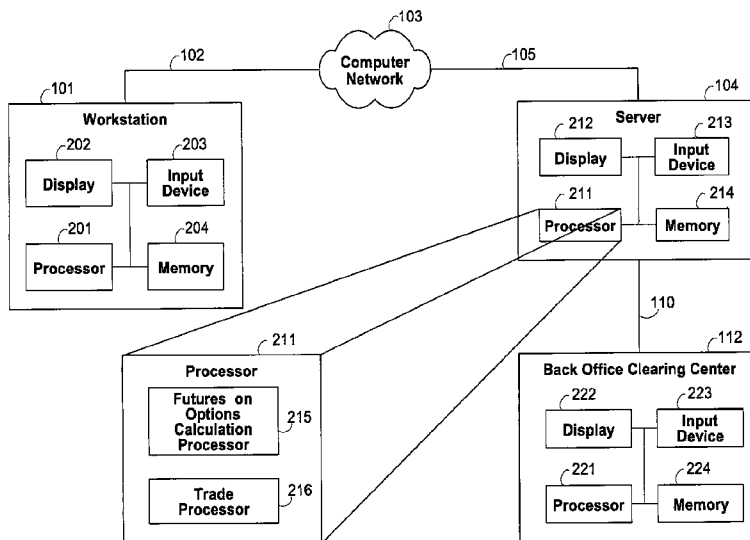 103
102
Computer
Network
105
101
104
Workstation
Server
202
203
Display
Input
Device
201
204
Processor
Memory
212
213
Display
Input
Device
211
214
Processor
Memory
110
211
112
Processor
Futures on
Options
Calculation
Processor
215
Trade
Processor
216
Back Office Clearing Center
222
223
Display
Input
Device
221
224
Processor
Memory